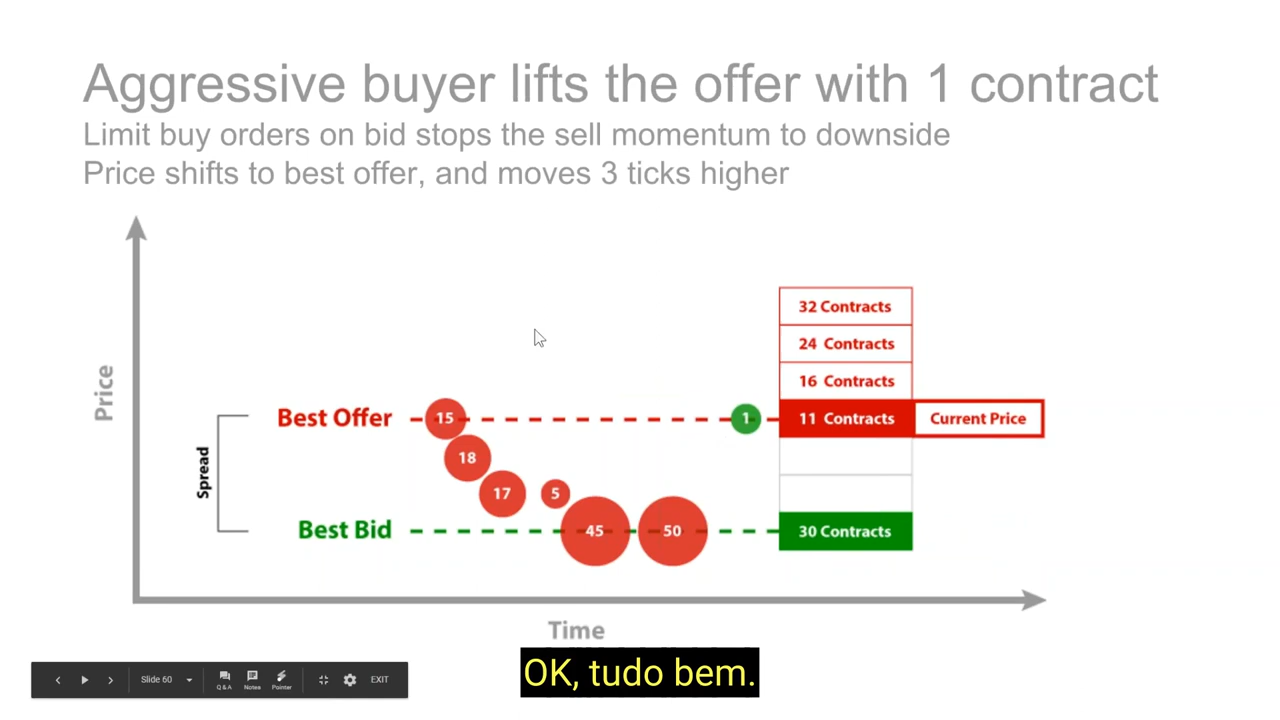 Aggressive buyer lifts the offer with 1 contract
Limit buy orders on bid stops the sell momentum to downside
Price shifts to best offer, and moves 3 ticks higher
32 Contracts
24 Contracts
16 Contracts
Price
Best Offer
15
1
11 Contracts
Current Price
18
Spread
17
5
Best Bid
45
50
30 Contracts
Time
Slide 60
Q & A
Notes
Pointer
EXIT
OK, tudo bem.